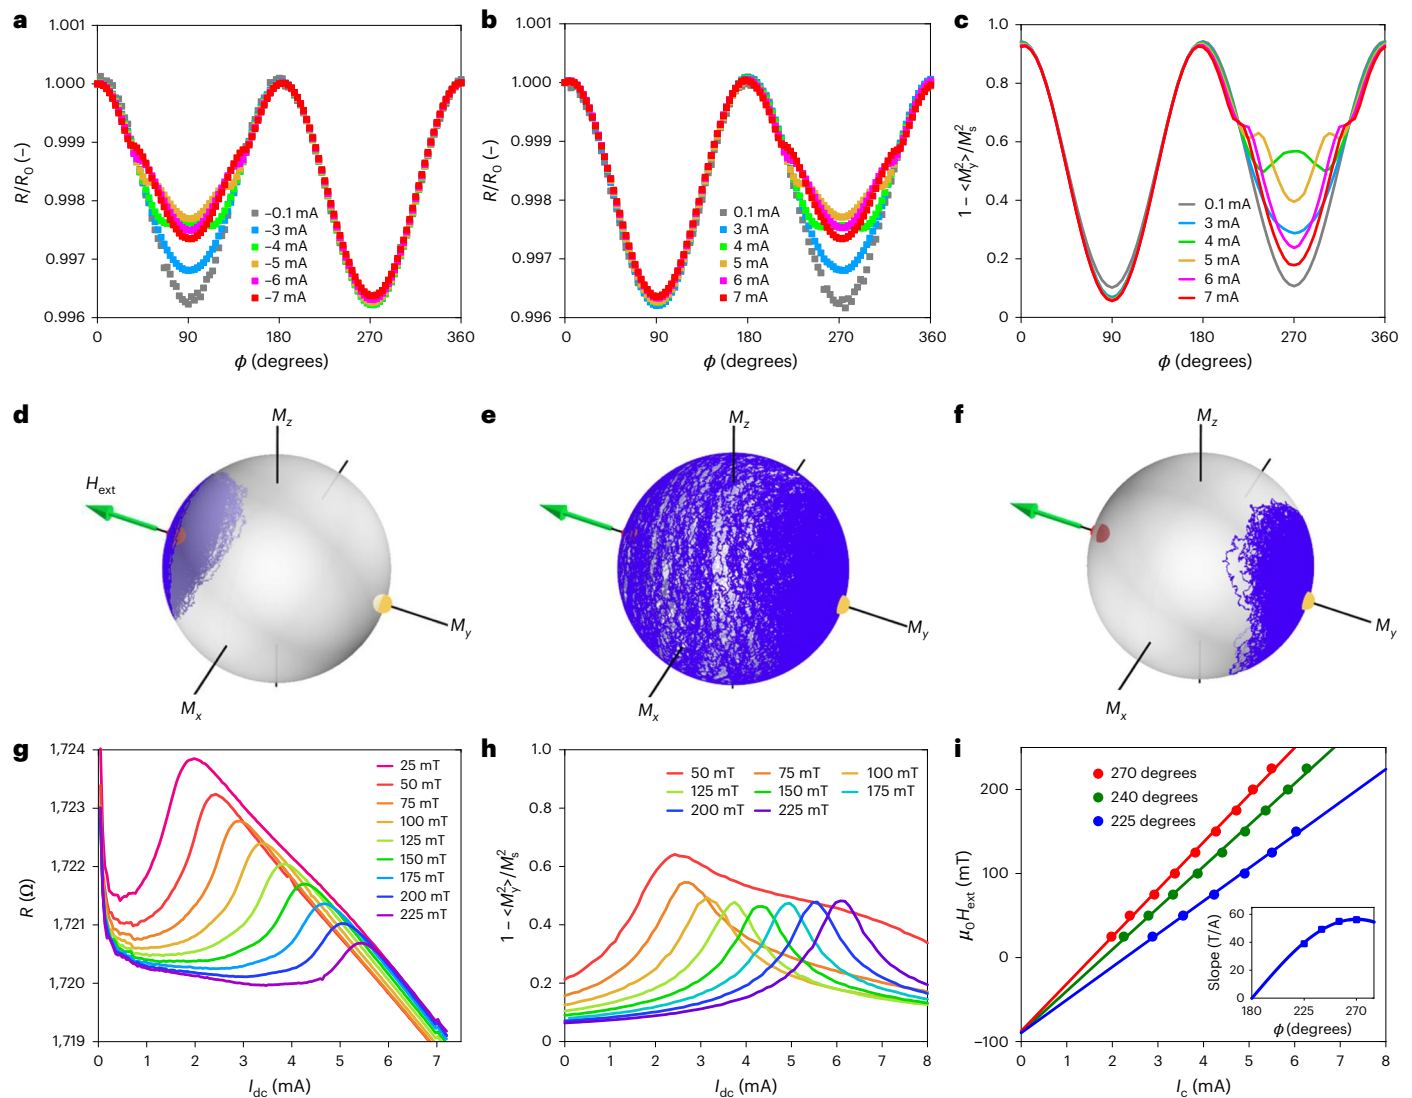 a
1.001
1.000
0.999
0.998
0.997
0.996
R/R0 (–)
–0.1 mA
–3 mA
–4 mA
–5 mA
–6 mA
–7 mA
0 90 180 270 360
ϕ (degrees)
b
1.001
1.000
0.999
0.998
0.997
0.996
R/R0 (–)
0.1 mA
3 mA
4 mA
5 mA
6 mA
7 mA
0 90 180 270 360
ϕ (degrees)
c
1.0
0.8
0.6
0.4
0.2
0
1 – <My²>/Ms²
0.1 mA
3 mA
4 mA
5 mA
6 mA
7 mA
0 90 180 270 360
ϕ (degrees)
d
Mz
Hext
My
Mx
e
Mz
My
Mx
f
Mz
My
Mx
g
1,724
1,723
1,722
1,721
1,720
1,719
R (Ω)
25 mT
50 mT
75 mT
100 mT
125 mT
150 mT
175 mT
200 mT
225 mT
0 1 2 3 4 5 6 7
Idc (mA)
h
1.0
0.8
0.6
0.4
0.2
0
1 – <My²>/Ms²
50 mT 75 mT 100 mT
125 mT 150 mT 175 mT
200 mT 225 mT
0 1 2 3 4 5 6 7 8
Idc (mA)
i
200
100
0
–100
μ0Hext (mT)
270 degrees
240 degrees
225 degrees
60
40
20
0
Slope (T/A)
180 225 270
ϕ (degrees)
0 1 2 3 4 5 6 7 8
Ic (mA)